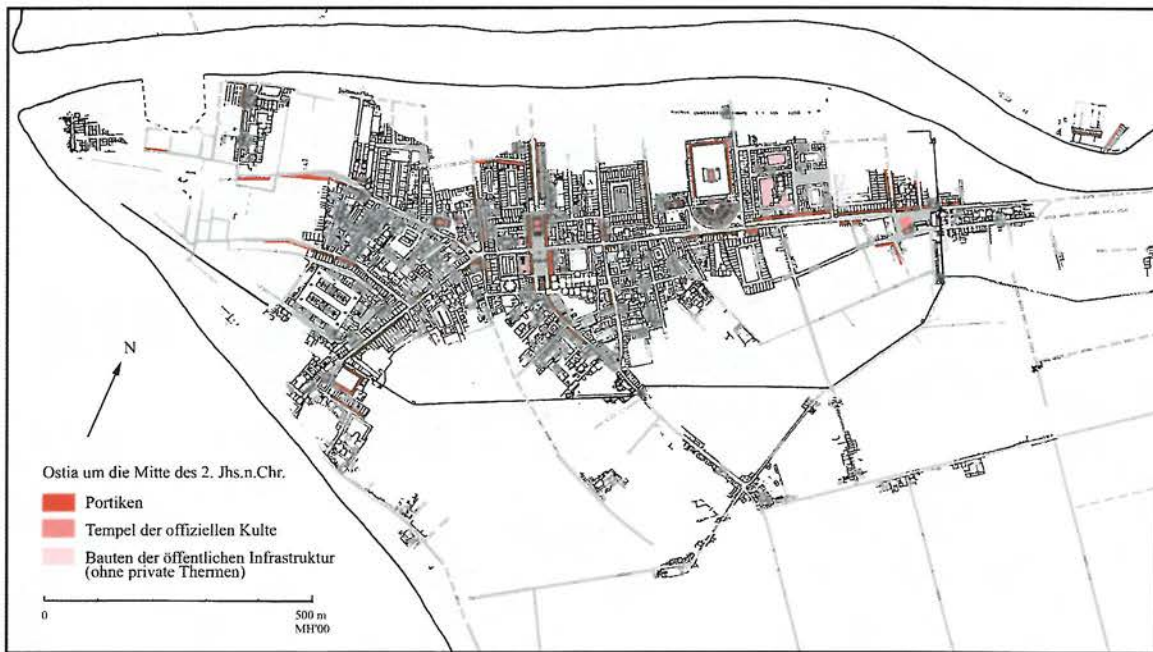 N
Ostia um die Mitte des 2. Jhs.n.Chr.
Portiken
Tempel der offiziellen Kulte
Bauten der öffentlichen Infrastruktur
(ohne private Thermen)
0
500 m
MH'00